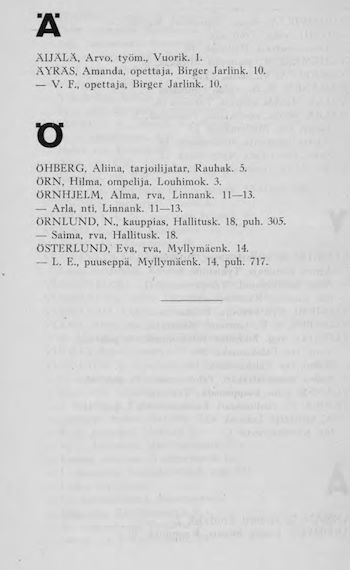 Ä
ÄIJÄLÄ, Arvo, työm., Vuorik. 1.
ÄYRÄS, Amanda, opettaja, Birger Jarlink. 10.
— V. F., opettaja, Birger Jarlink. 10.
Ö
ÖHBERG, Aliina, tarjoilijatar, Rauhak. 5.
ÖRN, Hilma, ompelija, Louhimok. 3.
ÖRNHJELM, Alma, rva, Linnank. 11—13.
— Arla, nti, Linnank. 11—13.
ÖRNLUND, N., kauppias, Hallitusk. 18, puh. 305.
— Saima, rva, Hallitusk. 18.
ÖSTERLUND, Eva, rva, Myllymäenk. 14.
— L. E., puuseppä, Myllymäenk. 14, puh. 717.